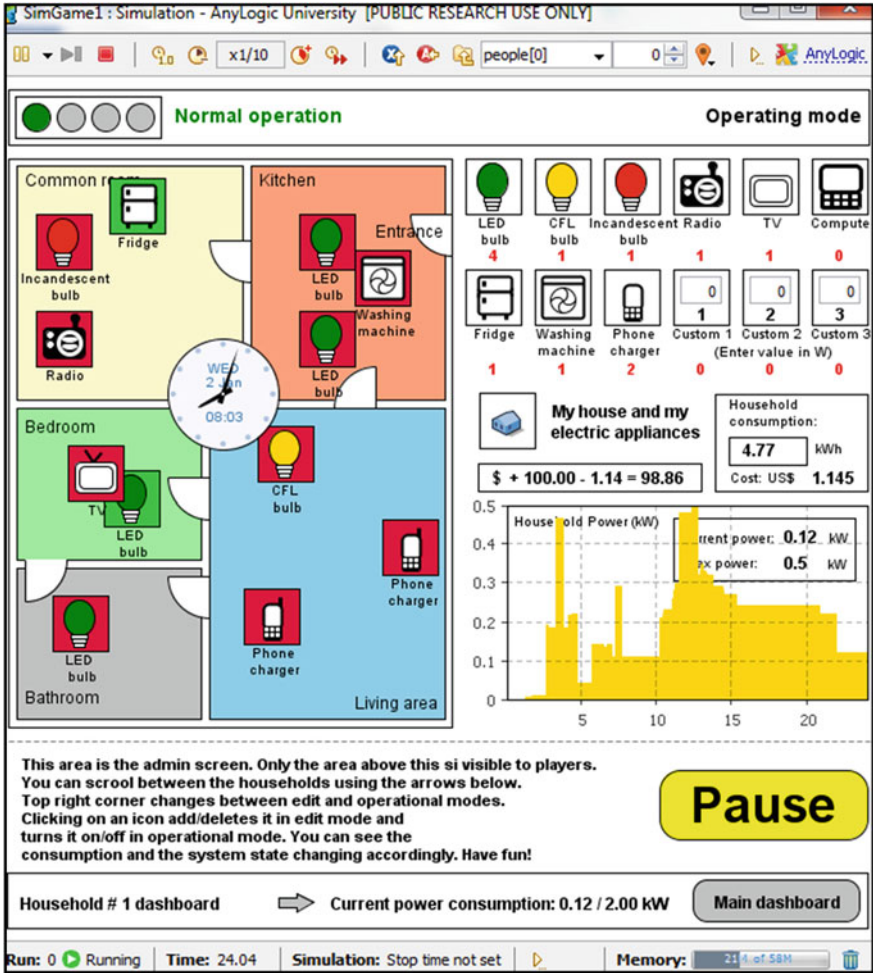 SimGame1 : Simulation - AnyLogic University [PUBLIC RESEARCH USE ONLY]
x1/10 people[0] 0 AnyLogic
Normal operation
Operating mode
Common room
Fridge
Incandescent
bulb
Radio
Kitchen
Entrance
LED
bulb
Washing
machine
LED
bulb
WED
2 Jan
08:03
Bedroom
TV
LED
bulb
LED
bulb
Bathroom
CFL
bulb
Phone
charger
Phone
charger
Living area
LED
bulb
4
CFL
bulb
1
Incandescent
bulb
1
Radio
1
TV
1
Compute
0
Fridge
1
Washing
machine
1
Phone
charger
2
0 0 0
1 2 3
Custom 1 Custom 2 Custom 3
(Enter value in W)
0 0 0
My house and my
electric appliances
Household
consumption:
4.77 kWh
Cost: US$ 1.145
$ + 100.00 - 1.14 = 98.86
Household Power (kW)
rrent power: 0.12 kW
ax power: 0.5 kW
0.5
0.4
0.3
0.2
0.1
0
5 10 15 20
This area is the admin screen. Only the area above this si visible to players.
You can scrool between the households using the arrows below.
Top right corner changes between edit and operational modes.
Clicking on an icon add/deletes it in edit mode and
turns it on/off in operational mode. You can see the
consumption and the system state changing accordingly. Have fun!
Pause
Household # 1 dashboard
Current power consumption: 0.12 / 2.00 kW
Main dashboard
Run: 0 Running Time: 24.04 Simulation: Stop time not set Memory: 21 of 58M